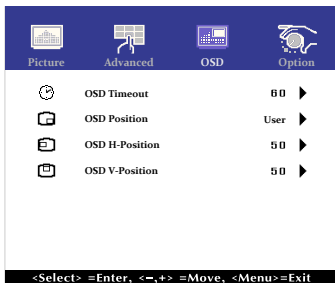 Picture Advanced OSD Option
OSD Timeout 60
OSD Position User
OSD H-Position 50
OSD V-Position 50
<Select> =Enter, <−,+> =Move, <Menu>=Exit